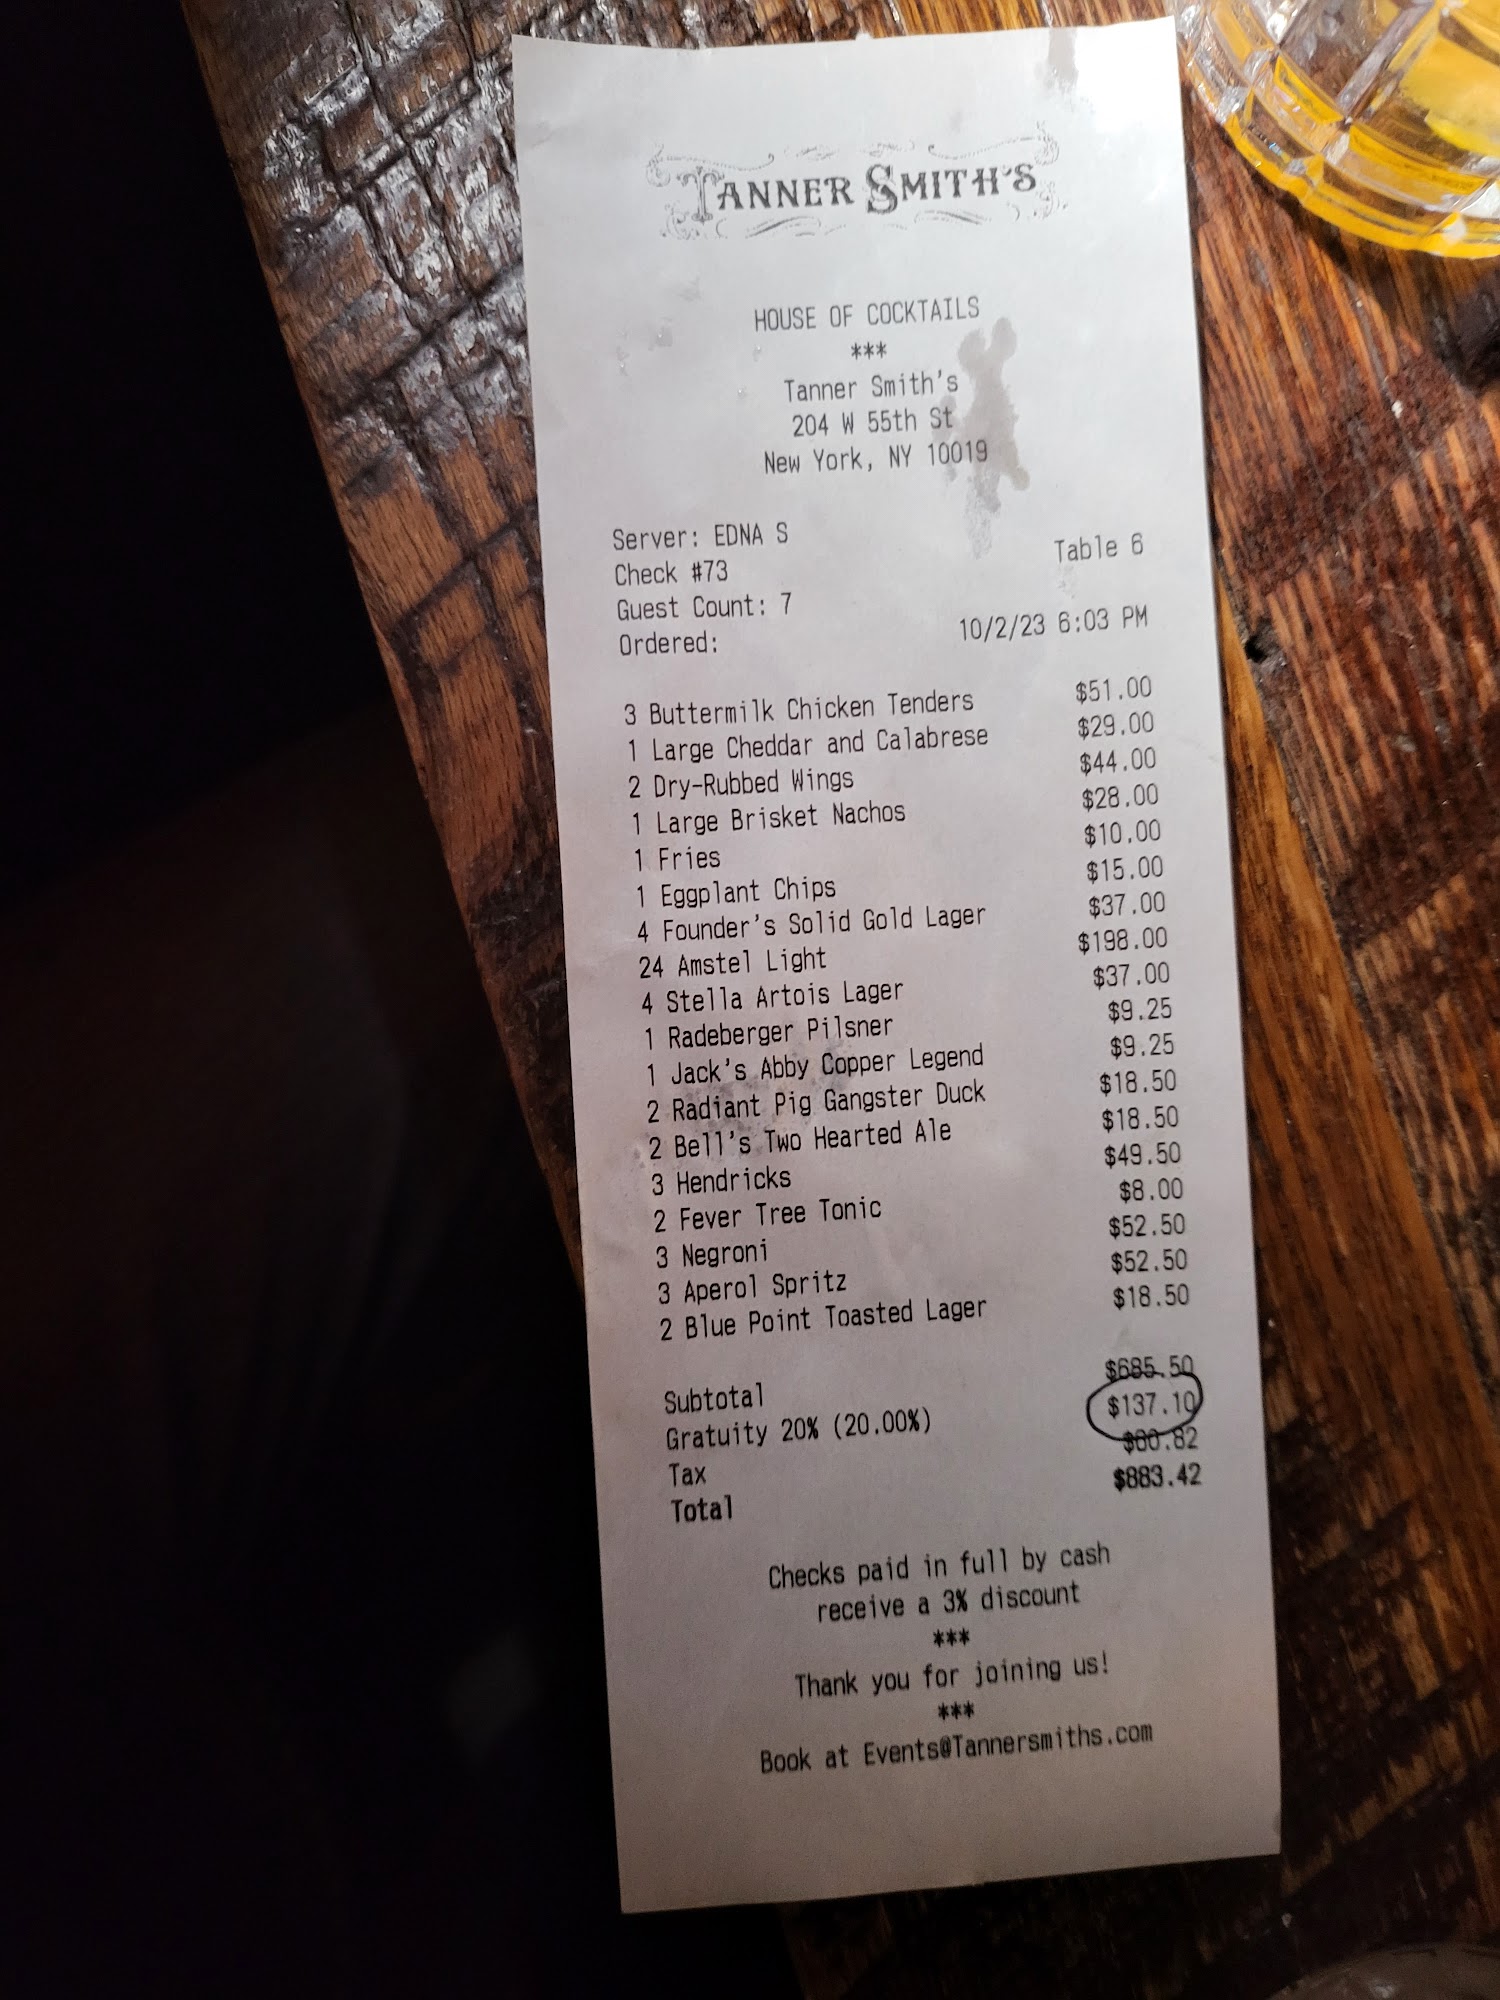 TANNER SMITH'S
HOUSE OF COCKTAILS
***
Tanner Smith's
204 W 55th St
New York, NY 10019
Server: EDNA S
Check #73 Table 6
Guest Count: 7
Ordered: 10/2/23 6:03 PM
3 Buttermilk Chicken Tenders $51.00
1 Large Cheddar and Calabrese $29.00
2 Dry-Rubbed Wings $44.00
1 Large Brisket Nachos $28.00
1 Fries $10.00
1 Eggplant Chips $15.00
4 Founder's Solid Gold Lager $37.00
24 Amstel Light $198.00
4 Stella Artois Lager $37.00
1 Radeberger Pilsner $9.25
1 Jack's Abby Copper Legend $9.25
2 Radiant Pig Gangster Duck $18.50
2 Bell's Two Hearted Ale $18.50
3 Hendricks $49.50
2 Fever Tree Tonic $8.00
3 Negroni $52.50
3 Aperol Spritz $52.50
2 Blue Point Toasted Lager $18.50
Subtotal $685.50
Gratuity 20% (20.00%) $137.10
Tax $60.82
Total $883.42
Checks paid in full by cash
receive a 3% discount
***
Thank you for joining us!
***
Book at Events@Tannersmiths.com